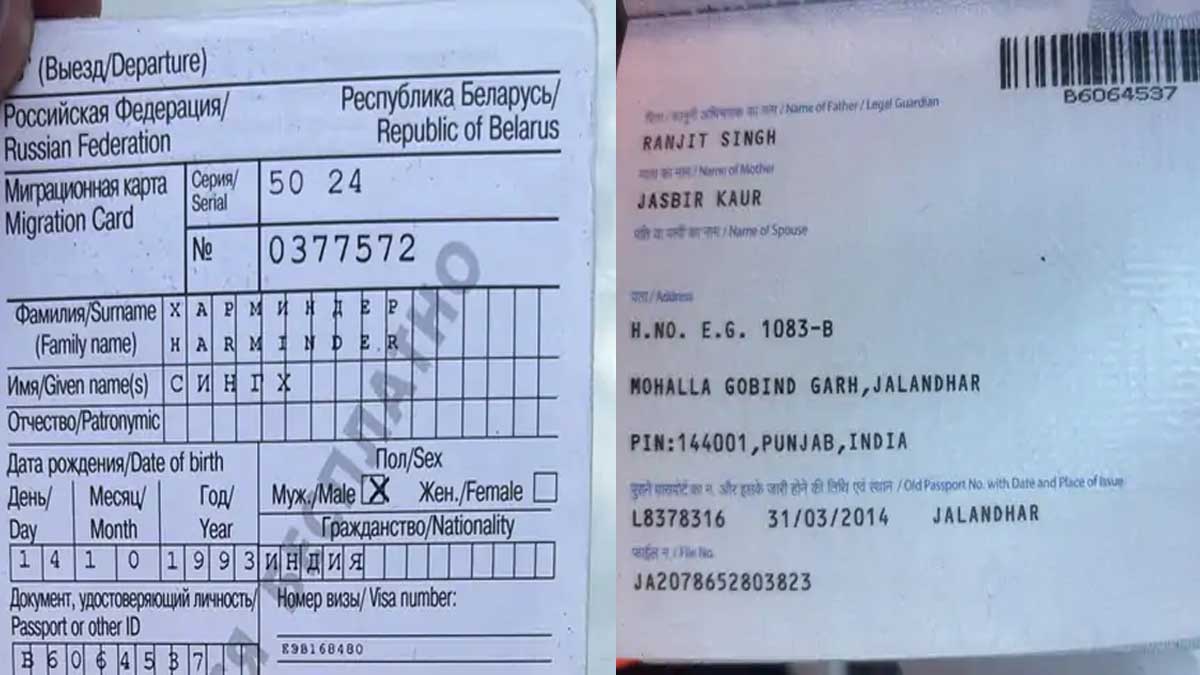 (Выезд/Departure)
Российская Федерация/
Russian Federation
Республика Беларусь/
Republic of Belarus
Миграционная карта
Migration Card
Серия/
Serial
50 24
№
0377572
Фамилия/Surname
(Family name)
ХАРМИНДЕР
HARMINDER
Имя/Given name(s)
СИНГХ
Отчество/Patronymic
Дата рождения/Date of birth
День/
Day
Месяц/
Month
Год/
Year
14 10 1993
Пол/Sex
Муж./Male X Жен./Female
Гражданство/Nationality
ИНДИЯ
Документ, удостоверяющий личность/
Passport or other ID
B6064537
Номер визы/ Visa number:
E98168480
БЕСПЛАТНО
B6064537
पिता / कानूनी अभिभावक का नाम / Name of Father / Legal Guardian
RANJIT SINGH
माता का नाम / Name of Mother
JASBIR KAUR
पति या पत्नी का नाम / Name of Spouse
पता / Address
H.NO. E.G. 1083-B
MOHALLA GOBIND GARH,JALANDHAR
PIN:144001,PUNJAB,INDIA
पुराने पासपोर्ट का न. और इसके जारी होने की तिथि एवं स्थान / Old Passport No. with Date and Place of Issue
L8378316 31/03/2014 JALANDHAR
फाईल न. / File No.
JA2078652803823